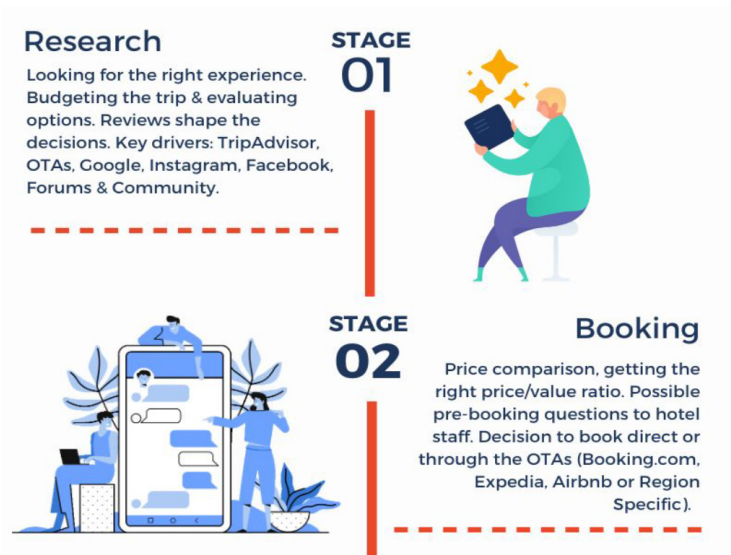 Research
STAGE
01
Looking for the right experience.
Budgeting the trip & evaluating
options. Reviews shape the
decisions. Key drivers: TripAdvisor,
OTAs, Google, Instagram, Facebook,
Forums & Community.
STAGE
02
Booking
Price comparison, getting the
right price/value ratio. Possible
pre-booking questions to hotel
staff. Decision to book direct or
through the OTAs (Booking.com,
Expedia, Airbnb or Region
Specific).